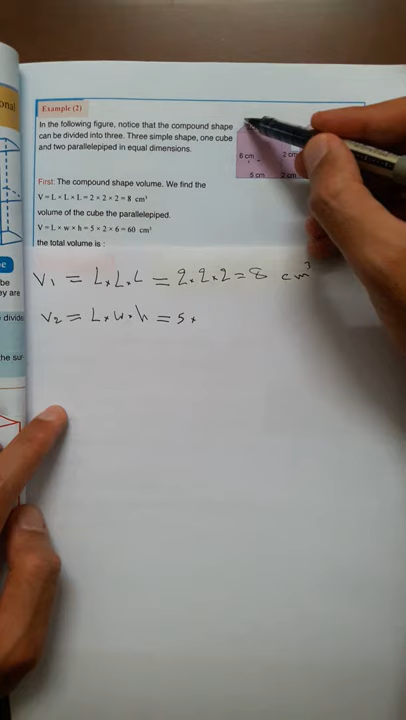 onal
Example (2)
In the following figure, notice that the compound shape
can be divided into three. Three simple shape, one cube
and two parallelepiped in equal dimensions.
6 cm
2 cm
5 cm
2 cm
First: The compound shape volume. We find the
V = L × L × L = 2 × 2 × 2 = 8 cm³
volume of the cube the parallelepiped.
V = L × w × h = 5 × 2 × 6 = 60 cm³
the total volume is :
e
be
ey are
divide
the sur-
V₁ = L × L × L = 2 × 2 × 2 = 8 cm³
V₂ = L × w × h = 5 ×